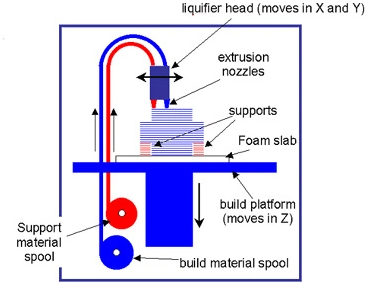 liquifier head (moves in X and Y)
extrusion
nozzles
supports
Foam slab
build platform
(moves in Z)
Support
material
spool
build material spool